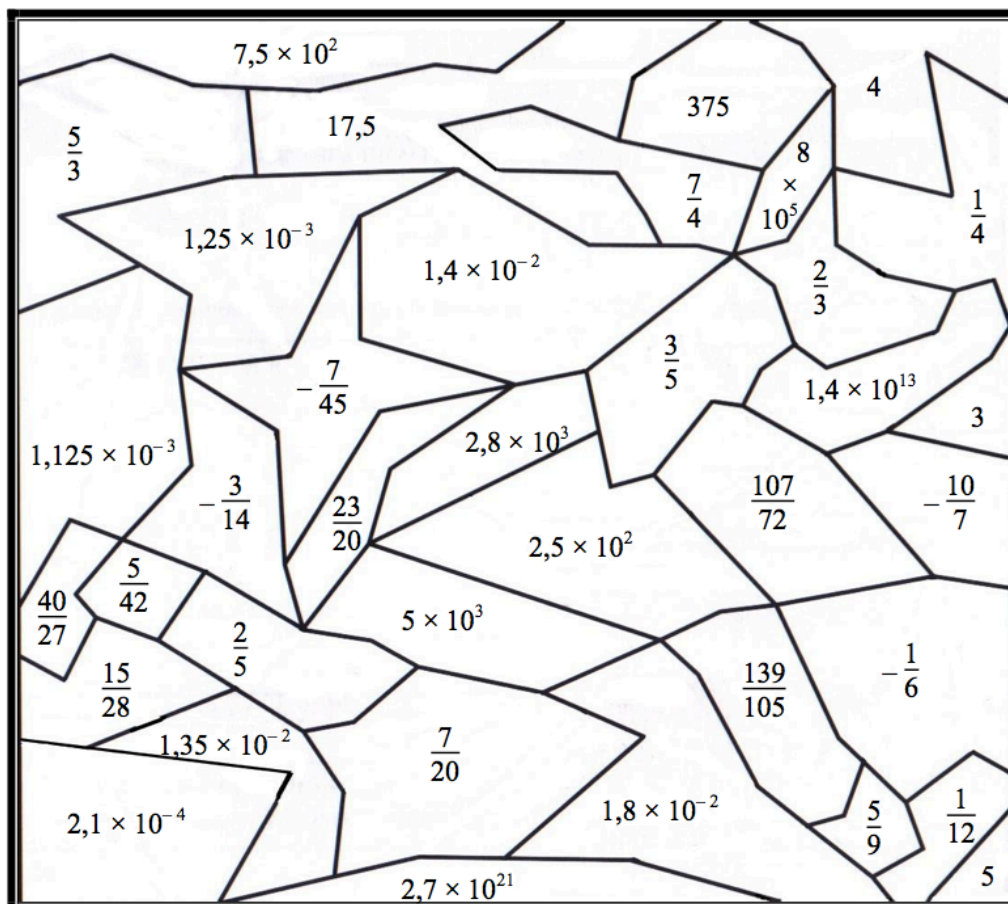 7,5 × 10²
4
375
17,5
5/3
8 × 10⁵
7/4
1/4
1,25 × 10⁻³
1,4 × 10⁻²
2/3
3/5
−7/45
1,4 × 10¹³
3
2,8 × 10³
1,125 × 10⁻³
−3/14
107/72
−10/7
23/20
2,5 × 10²
5/42
40/27
5 × 10³
2/5
−1/6
15/28
139/105
1,35 × 10⁻²
7/20
1,8 × 10⁻²
1/12
2,1 × 10⁻⁴
5/9
5
2,7 × 10²¹